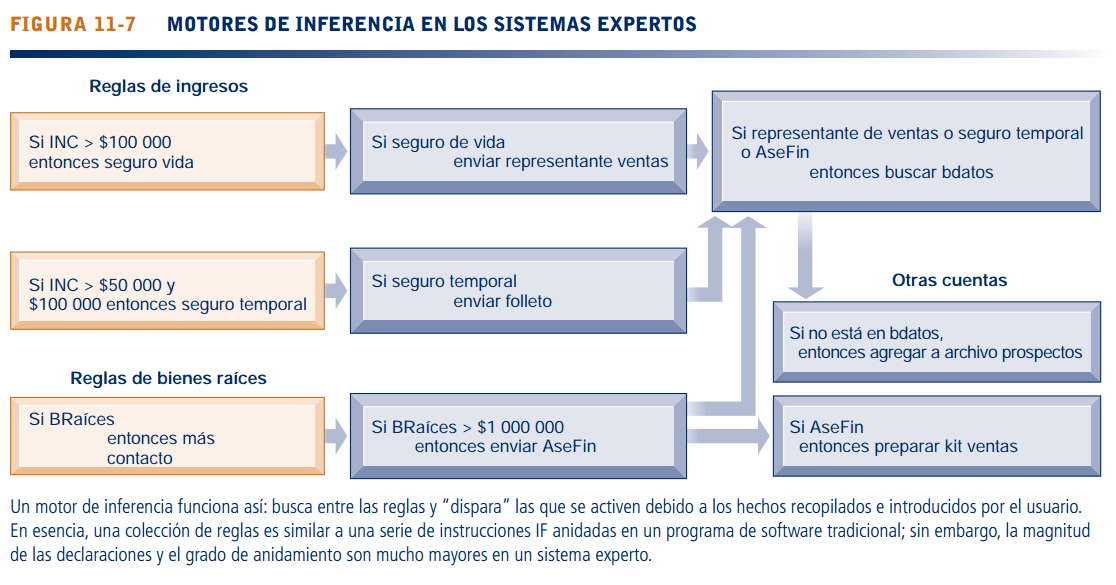 FIGURA 11-7 MOTORES DE INFERENCIA EN LOS SISTEMAS EXPERTOS
Reglas de ingresos
Si INC > $100 000
entonces seguro vida
Si seguro de vida
enviar representante ventas
Si representante de ventas o seguro temporal
o AseFin
entonces buscar bdatos
Si INC > $50 000 y
$100 000 entonces seguro temporal
Si seguro temporal
enviar folleto
Otras cuentas
Si no está en bdatos,
entonces agregar a archivo prospectos
Reglas de bienes raíces
Si BRaíces
entonces más
contacto
Si BRaíces > $1 000 000
entonces enviar AseFin
Si AseFin
entonces preparar kit ventas
Un motor de inferencia funciona así: busca entre las reglas y “dispara” las que se activen debido a los hechos recopilados e introducidos por el usuario.
En esencia, una colección de reglas es similar a una serie de instrucciones IF anidadas en un programa de software tradicional; sin embargo, la magnitud
de las declaraciones y el grado de anidamiento son mucho mayores en un sistema experto.